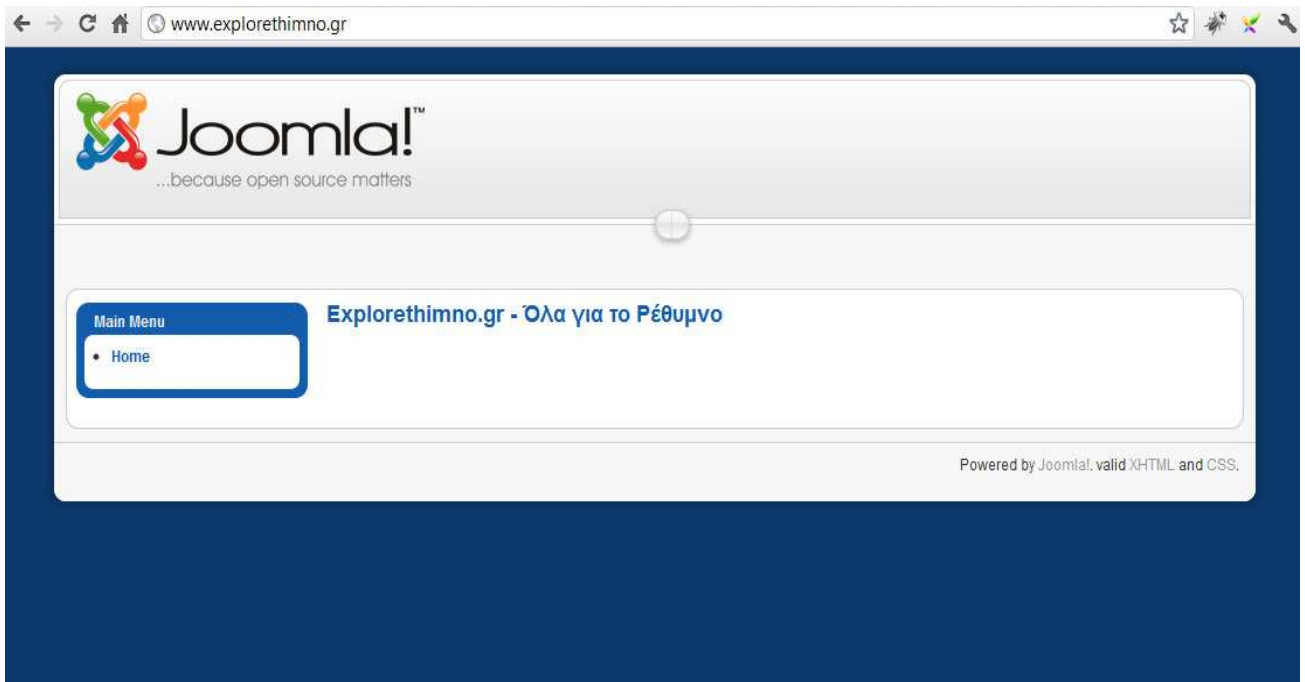 www.explorethimno.gr
Joomla!™
...because open source matters
Main Menu
Explorethimno.gr - Όλα για το Ρέθυμνο
Home
Powered by Joomla!. valid XHTML and CSS.